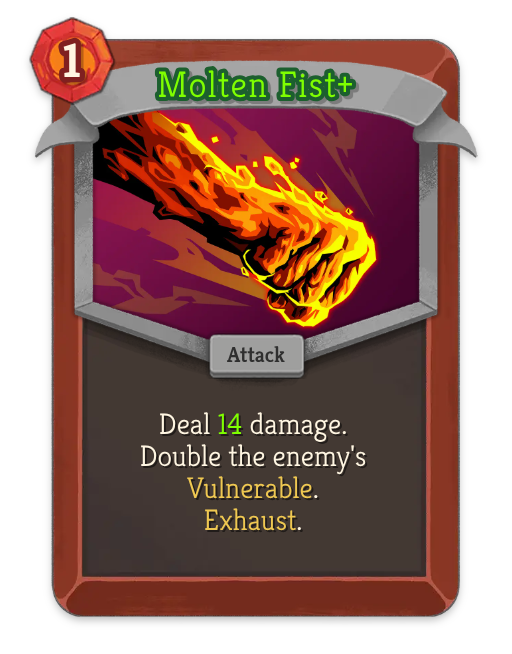 1
Molten Fist+
Attack
Deal 14 damage.
Double the enemy's
Vulnerable.
Exhaust.